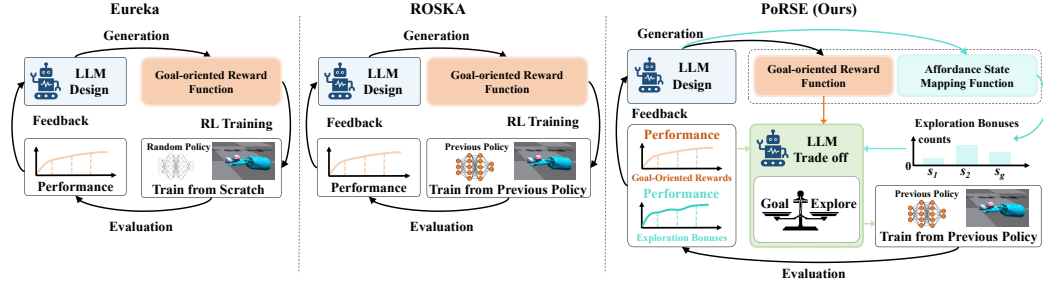 Eureka
Generation
LLM
Design
Goal-oriented Reward
Function
Feedback
RL Training
Performance
Random Policy
Train from Scratch
Evaluation
ROSKA
Generation
LLM
Design
Goal-oriented Reward
Function
Feedback
RL Training
Performance
Previous Policy
Train from Previous Policy
Evaluation
PoRSE (Ours)
Generation
LLM
Design
Goal-oriented Reward
Function
Affordance State
Mapping Function
Feedback
Performance
Goal-Oriented Rewards
Performance
Exploration Bonuses
LLM
Trade off
Goal
Explore
Exploration Bonuses
counts
0
s1
s2
sg
Previous Policy
Train from Previous Policy
Evaluation